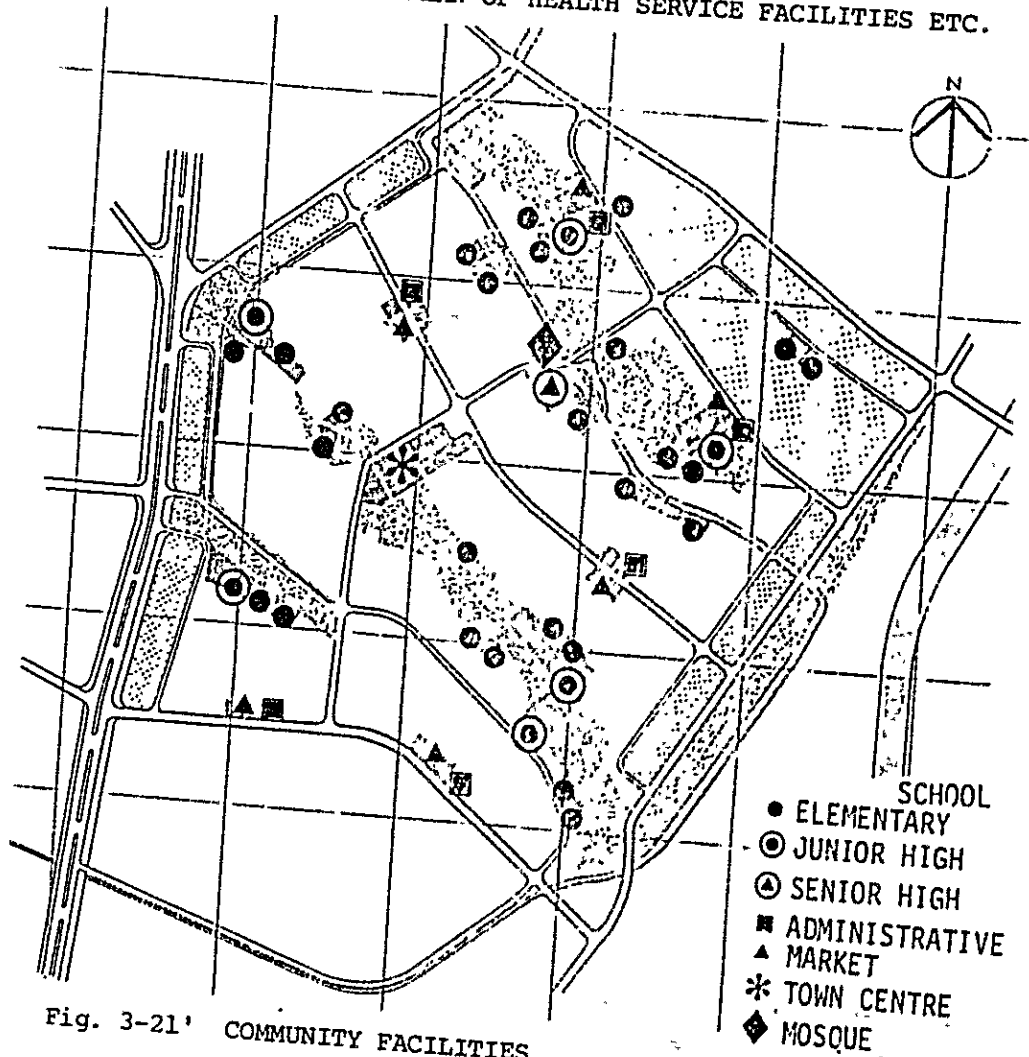 OF HEALTH SERVICE FACILITIES ETC.
N
SCHOOL
ELEMENTARY
JUNIOR HIGH
SENIOR HIGH
ADMINISTRATIVE
MARKET
TOWN CENTRE
MOSQUE
Fig. 3-21' COMMUNITY FACILITIES